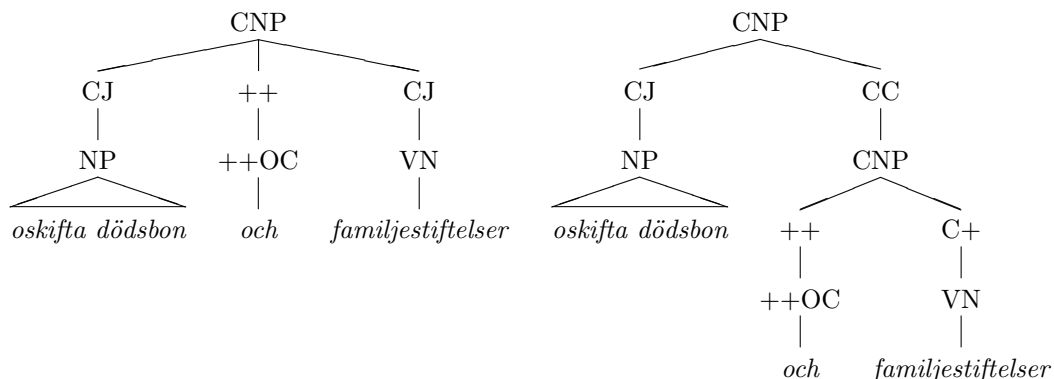 CNP CNP
CJ ++ CJ CJ CC
NP ++OC VN NP CNP
oskifta dödsbon och familjestiftelser oskifta dödsbon ++ C+
++OC VN
och familjestiftelser